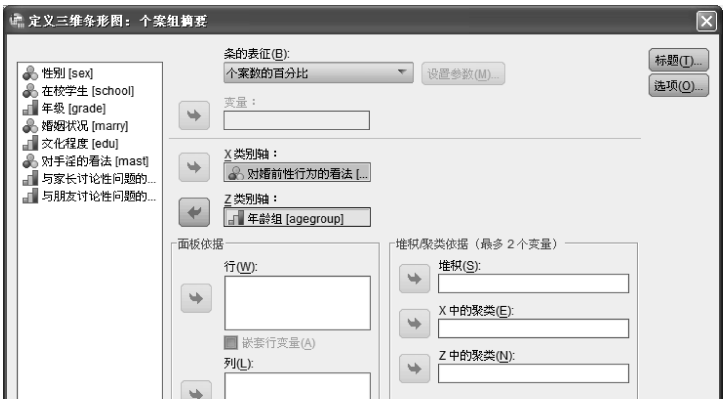 定义三维条形图：个案组摘要
性别 [sex]
在校学生 [school]
年级 [grade]
婚姻状况 [marry]
文化程度 [edu]
对手淫的看法 [mast]
与家长讨论性问题的...
与朋友讨论性问题的...
条的表征(B):
个案数的百分比
设置参数(M)...
变量：
X 类别轴：
对婚前性行为的看法 [...
Z 类别轴：
年龄组 [agegroup]
面板依据
行(W):
嵌套行变量(A)
列(L):
堆积/聚类依据（最多 2 个变量）
堆积(S):
X 中的聚类(E):
Z 中的聚类(N):
标题(T)...
选项(O)...